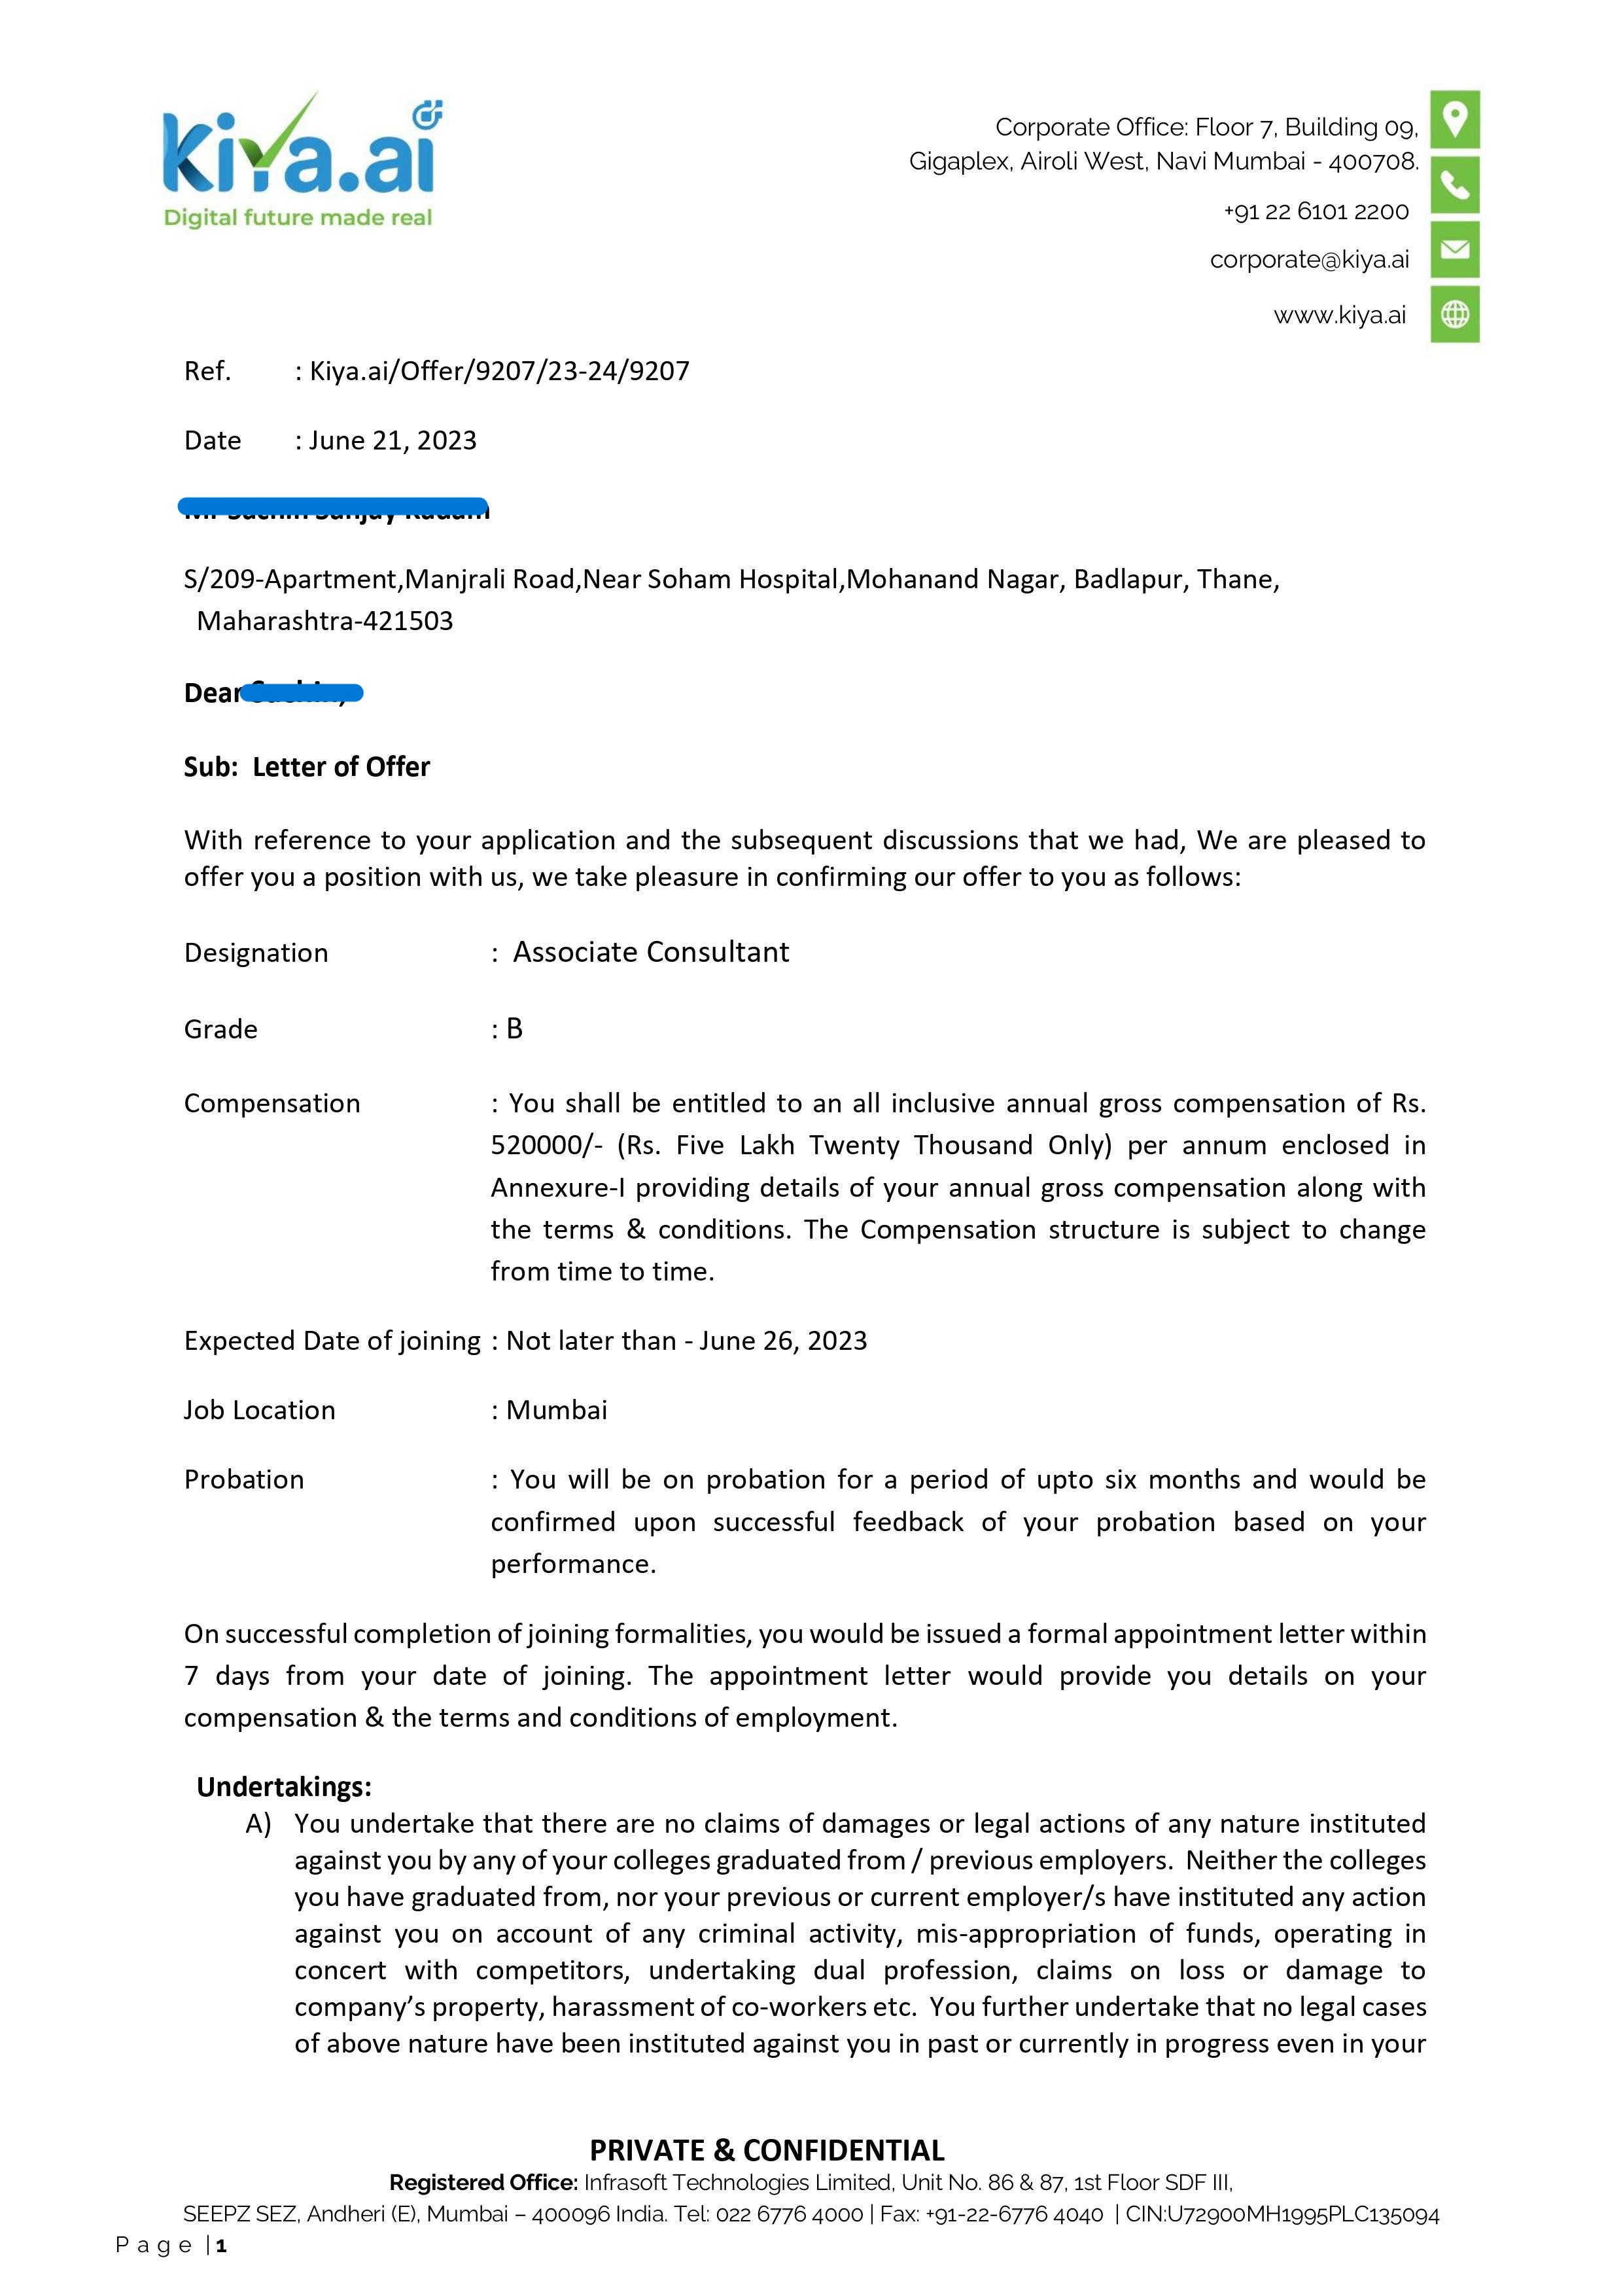 kiya.ai
Digital future made real
Corporate Office: Floor 7, Building 09,
Gigaplex, Airoli West, Navi Mumbai - 400708.
+91 22 6101 2200
corporate@kiya.ai
www.kiya.ai
Ref. : Kiya.ai/Offer/9207/23-24/9207
Date : June 21, 2023
S/209-Apartment,Manjrali Road,Near Soham Hospital,Mohanand Nagar, Badlapur, Thane,
Maharashtra-421503
Dear
Sub: Letter of Offer
With reference to your application and the subsequent discussions that we had, We are pleased to
offer you a position with us, we take pleasure in confirming our offer to you as follows:
Designation : Associate Consultant
Grade : B
Compensation : You shall be entitled to an all inclusive annual gross compensation of Rs.
520000/- (Rs. Five Lakh Twenty Thousand Only) per annum enclosed in
Annexure-I providing details of your annual gross compensation along with
the terms & conditions. The Compensation structure is subject to change
from time to time.
Expected Date of joining : Not later than - June 26, 2023
Job Location : Mumbai
Probation : You will be on probation for a period of upto six months and would be
confirmed upon successful feedback of your probation based on your
performance.
On successful completion of joining formalities, you would be issued a formal appointment letter within
7 days from your date of joining. The appointment letter would provide you details on your
compensation & the terms and conditions of employment.
Undertakings:
A) You undertake that there are no claims of damages or legal actions of any nature instituted
against you by any of your colleges graduated from / previous employers. Neither the colleges
you have graduated from, nor your previous or current employer/s have instituted any action
against you on account of any criminal activity, mis-appropriation of funds, operating in
concert with competitors, undertaking dual profession, claims on loss or damage to
company’s property, harassment of co-workers etc. You further undertake that no legal cases
of above nature have been instituted against you in past or currently in progress even in your
PRIVATE & CONFIDENTIAL
Registered Office: Infrasoft Technologies Limited, Unit No. 86 & 87, 1st Floor SDF III,
SEEPZ SEZ, Andheri (E), Mumbai – 400096 India. Tel: 022 6776 4000 | Fax: +91-22-6776 4040 | CIN:U72900MH1995PLC135094
Page | 1